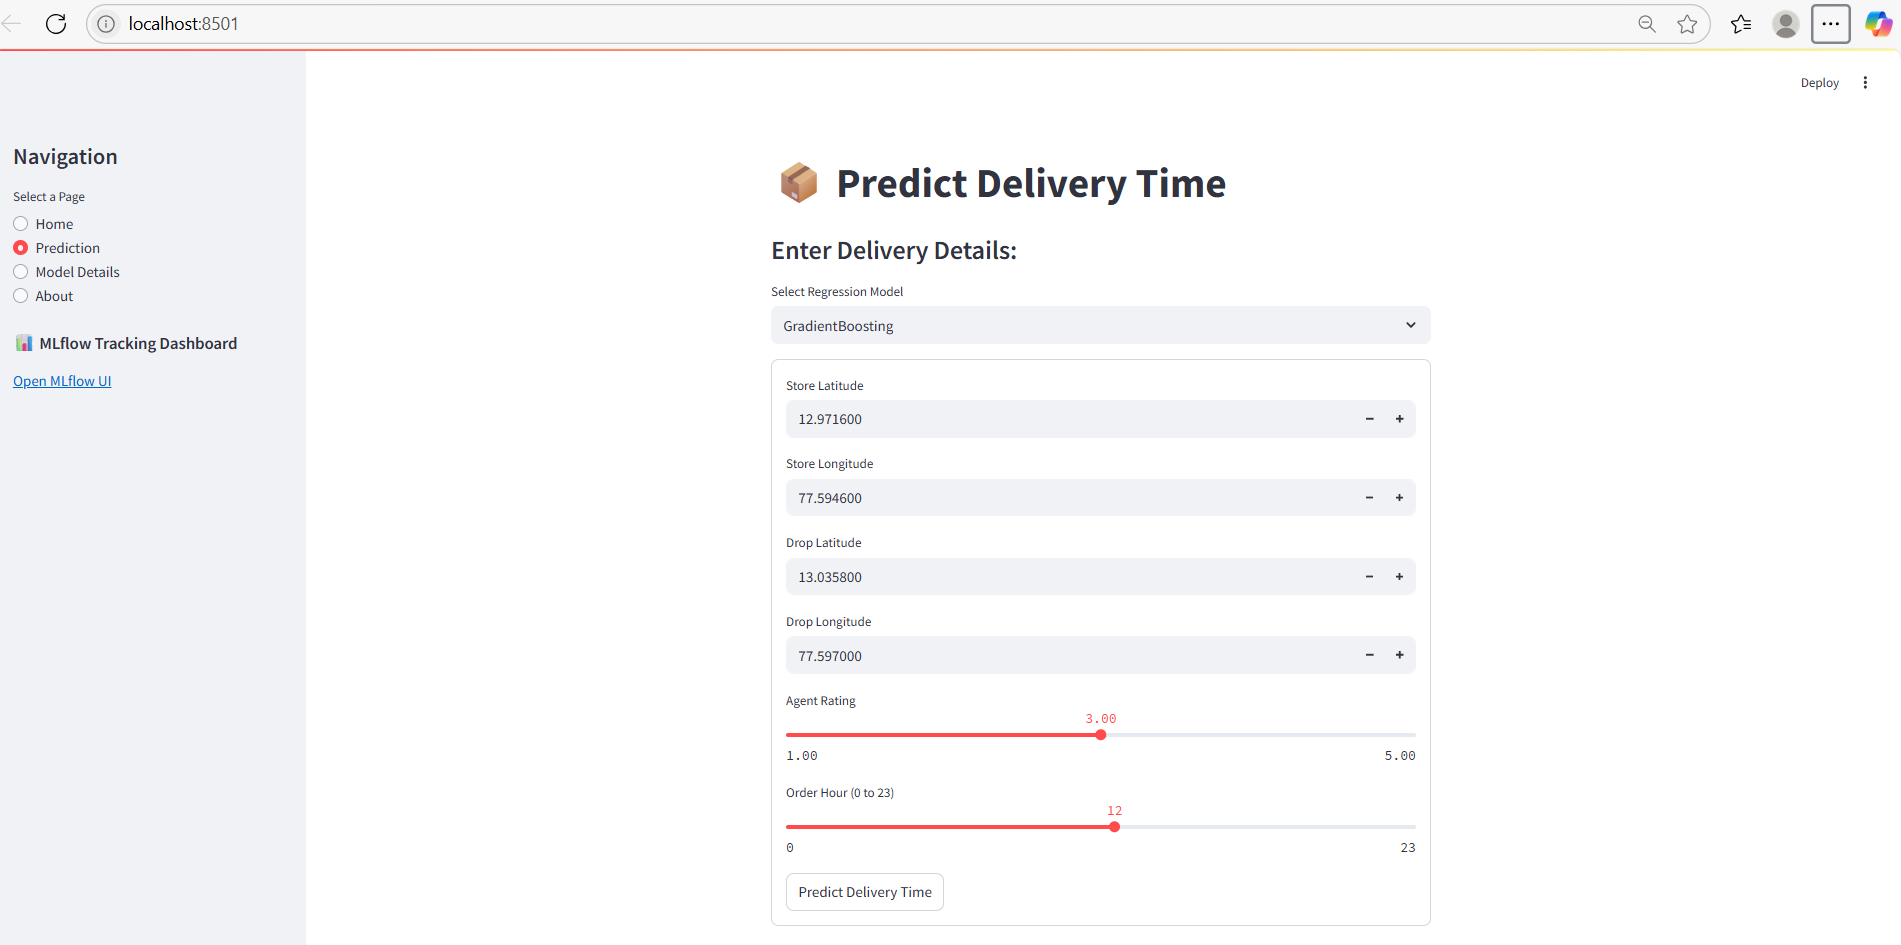 localhost:8501
Deploy
Navigation
Select a Page
Home
Prediction
Model Details
About
MLflow Tracking Dashboard
Open MLflow UI
Predict Delivery Time
Enter Delivery Details:
Select Regression Model
GradientBoosting
Store Latitude
12.971600
Store Longitude
77.594600
Drop Latitude
13.035800
Drop Longitude
77.597000
Agent Rating
3.00
1.00 5.00
Order Hour (0 to 23)
12
0 23
Predict Delivery Time